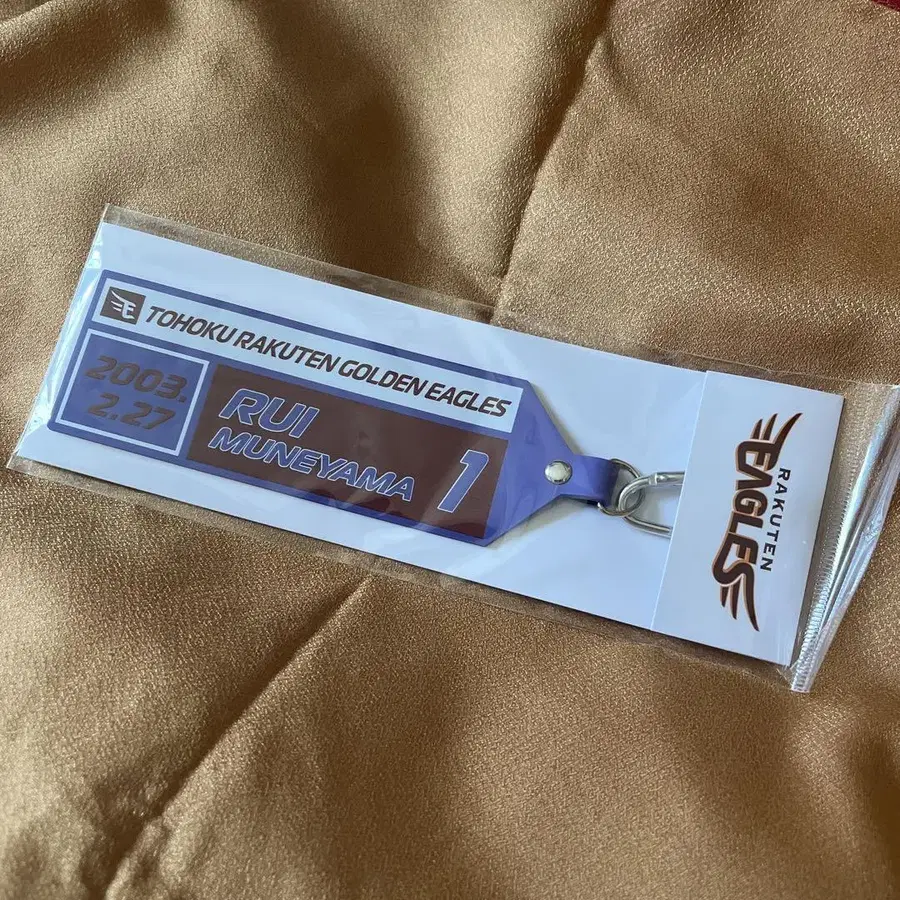 TOHOKU RAKUTEN GOLDEN EAGLES
2003.
2.27
RUI
MUNEYAMA
1
RAKUTEN
EAGLES